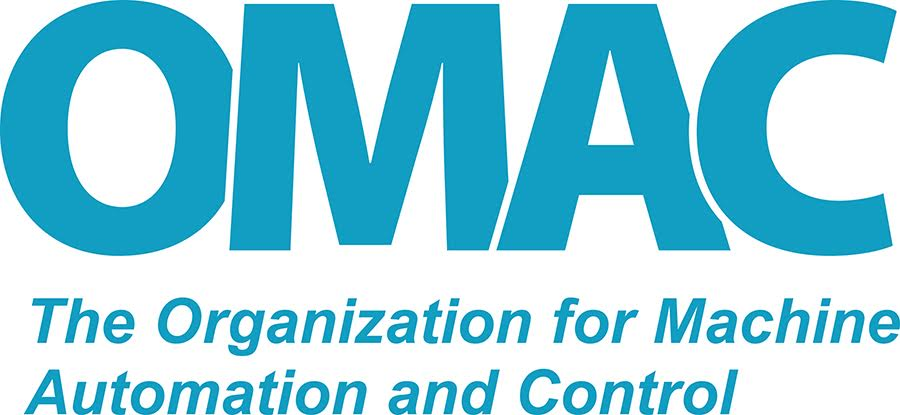 OMAC
The Organization for Machine
Automation and Control